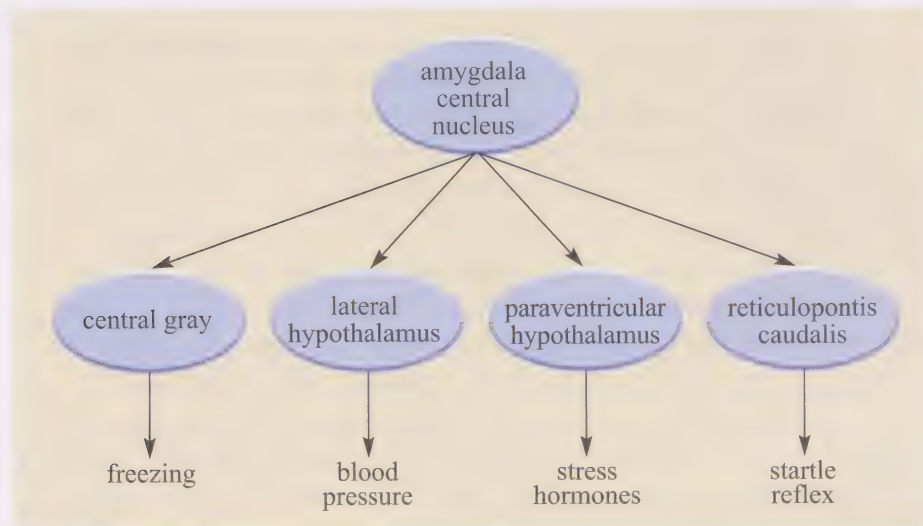 amygdala
central
nucleus
central gray
lateral
hypothalamus
paraventricular
hypothalamus
reticulopontis
caudalis
freezing
blood
pressure
stress
hormones
startle
reflex